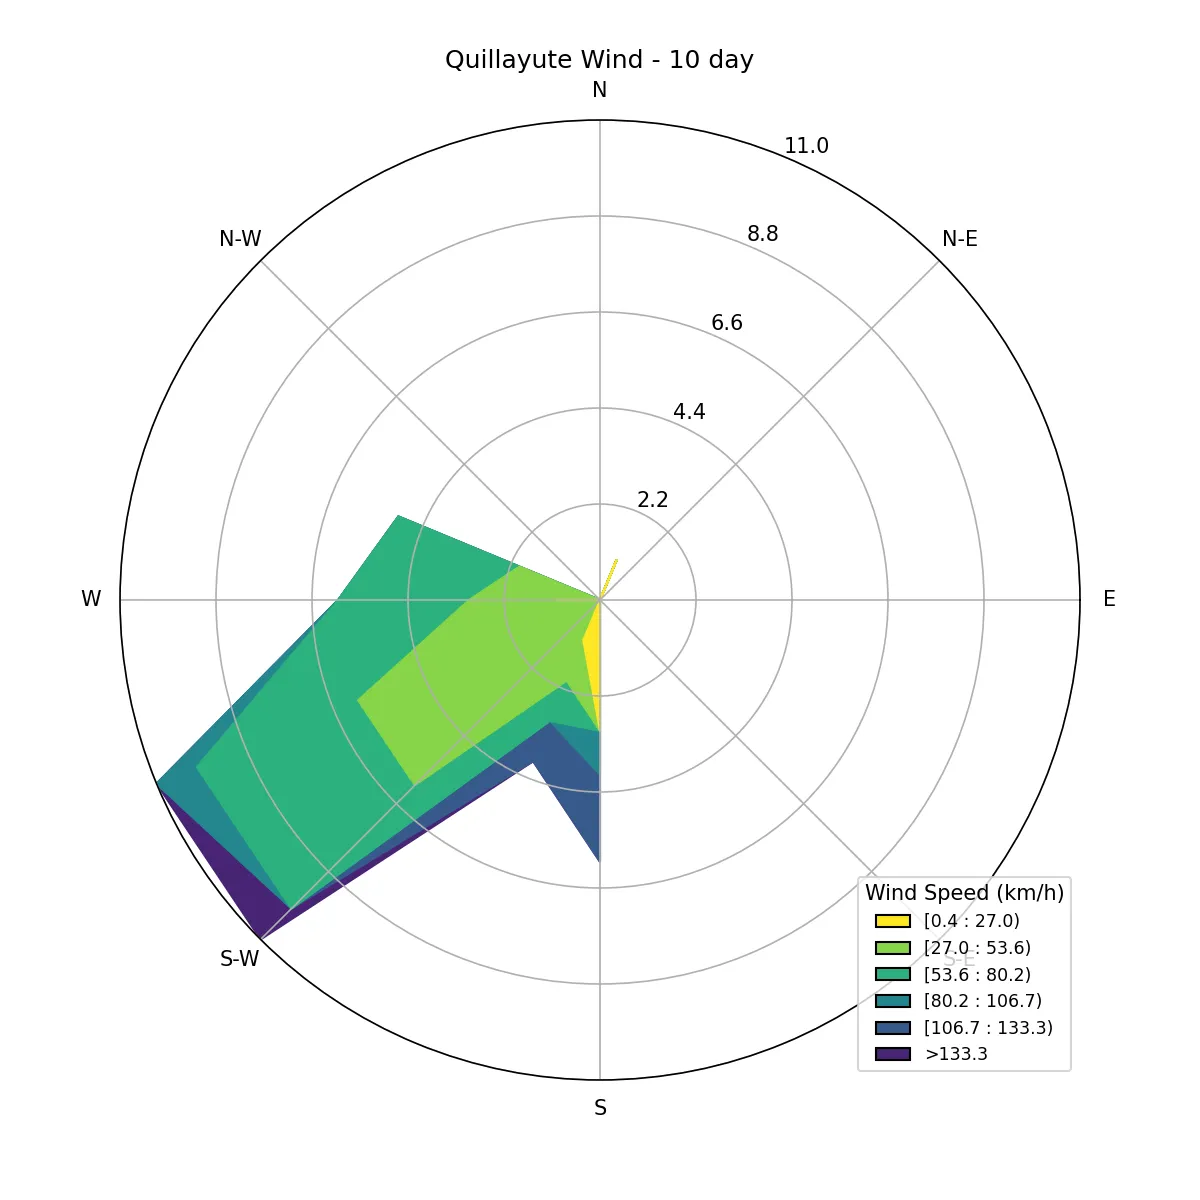 Quillayute Wind - 10 day
N
11.0
N-W
N-E
8.8
6.6
4.4
2.2
W
E
Wind Speed (km/h)
[0.4 : 27.0)
[27.0 : 53.6)
S-W
S-E
[53.6 : 80.2)
[80.2 : 106.7)
[106.7 : 133.3)
>133.3
S